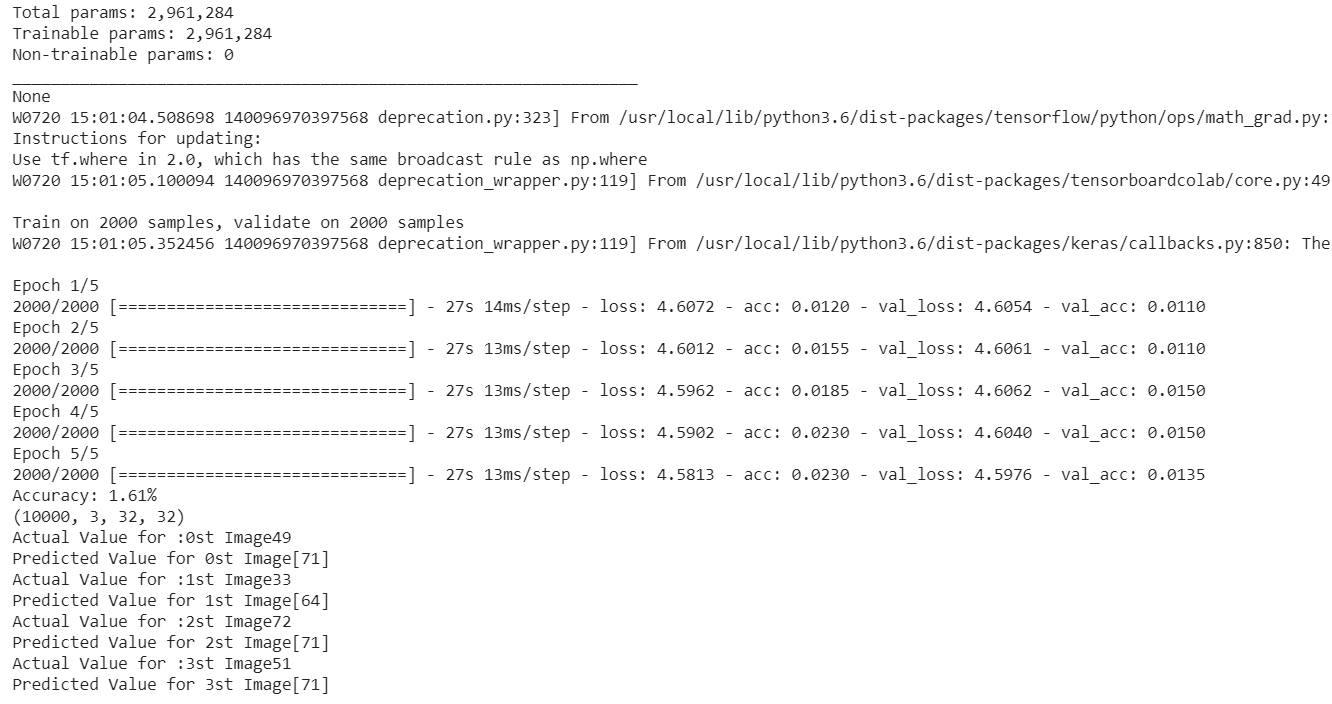 Total params: 2,961,284
Trainable params: 2,961,284
Non-trainable params: 0
_________________________________________________________________
None
W0720 15:01:04.508698 140096970397568 deprecation.py:323] From /usr/local/lib/python3.6/dist-packages/tensorflow/python/ops/math_grad.py:
Instructions for updating:
Use tf.where in 2.0, which has the same broadcast rule as np.where
W0720 15:01:05.100094 140096970397568 deprecation_wrapper.py:119] From /usr/local/lib/python3.6/dist-packages/tensorboardcolab/core.py:49
Train on 2000 samples, validate on 2000 samples
W0720 15:01:05.352456 140096970397568 deprecation_wrapper.py:119] From /usr/local/lib/python3.6/dist-packages/keras/callbacks.py:850: The
Epoch 1/5
2000/2000 [==============================] - 27s 14ms/step - loss: 4.6072 - acc: 0.0120 - val_loss: 4.6054 - val_acc: 0.0110
Epoch 2/5
2000/2000 [==============================] - 27s 13ms/step - loss: 4.6012 - acc: 0.0155 - val_loss: 4.6061 - val_acc: 0.0110
Epoch 3/5
2000/2000 [==============================] - 27s 13ms/step - loss: 4.5962 - acc: 0.0185 - val_loss: 4.6062 - val_acc: 0.0150
Epoch 4/5
2000/2000 [==============================] - 27s 13ms/step - loss: 4.5902 - acc: 0.0230 - val_loss: 4.6040 - val_acc: 0.0150
Epoch 5/5
2000/2000 [==============================] - 27s 13ms/step - loss: 4.5813 - acc: 0.0230 - val_loss: 4.5976 - val_acc: 0.0135
Accuracy: 1.61%
(10000, 3, 32, 32)
Actual Value for :0st Image49
Predicted Value for 0st Image[71]
Actual Value for :1st Image33
Predicted Value for 1st Image[64]
Actual Value for :2st Image72
Predicted Value for 2st Image[71]
Actual Value for :3st Image51
Predicted Value for 3st Image[71]